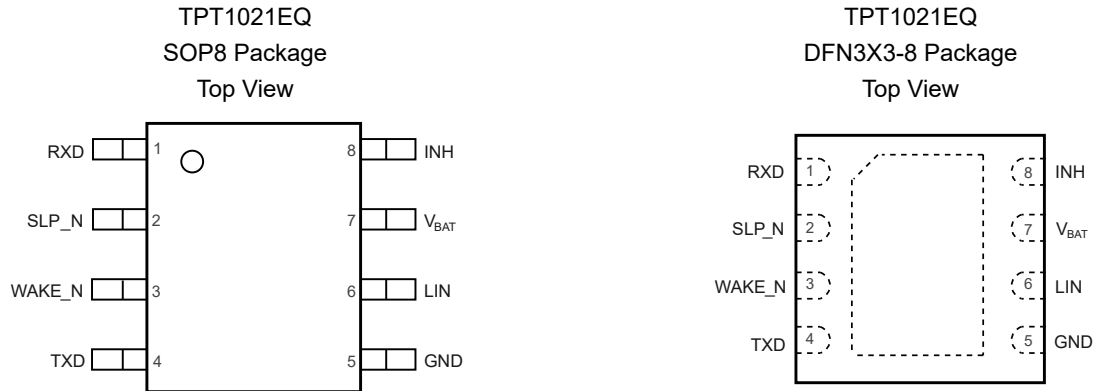 TPT1021EQ
SOP8 Package
Top View
RXD 1
8 INH
SLP_N 2
7 VBAT
WAKE_N 3
6 LIN
TXD 4
5 GND
TPT1021EQ
DFN3X3-8 Package
Top View
RXD 1
8 INH
SLP_N 2
7 VBAT
WAKE_N 3
6 LIN
TXD 4
5 GND